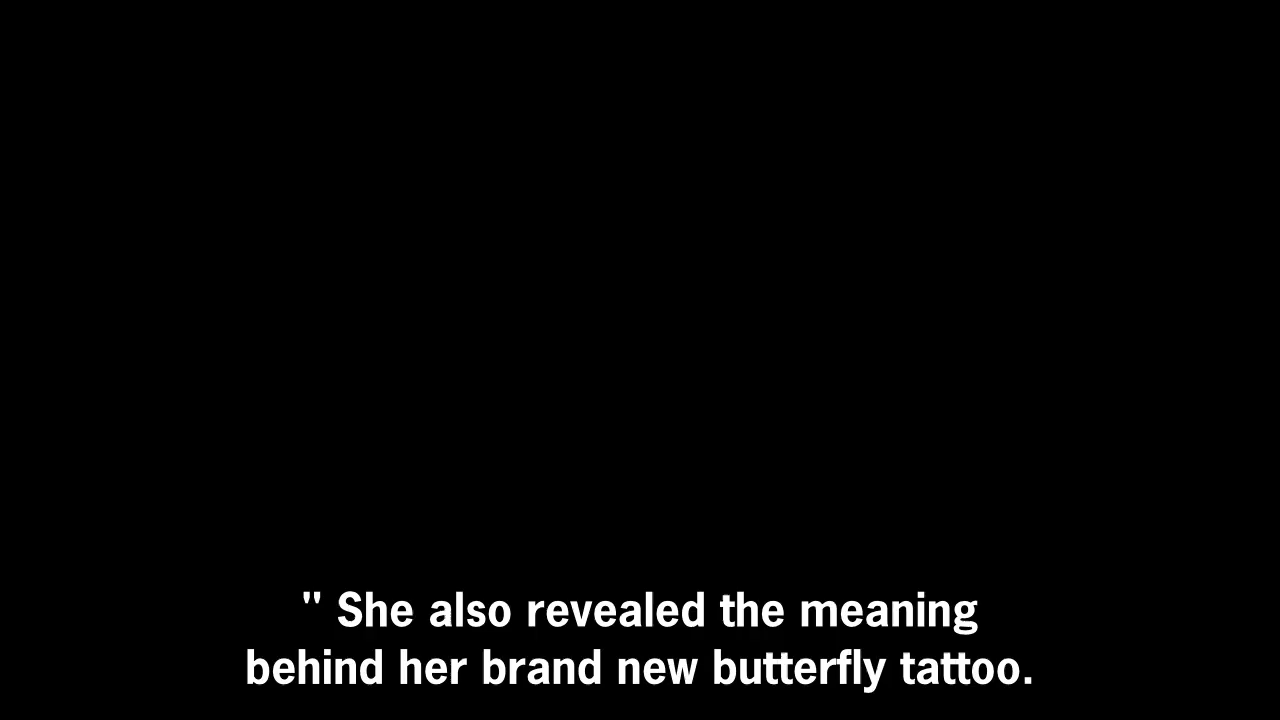 " She also revealed the meaning
behind her brand new butterfly tattoo.